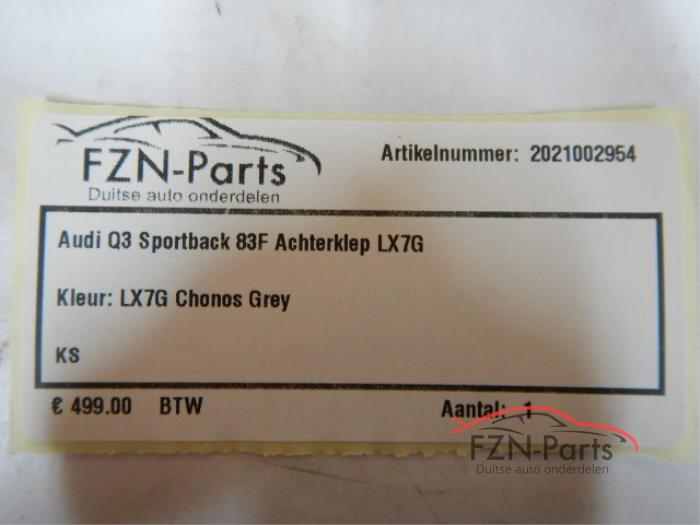 FZN-Parts
Duitse auto onderdelen
Artikelnummer: 2021002954
Audi Q3 Sportback 83F Achterklep LX7G
Kleur: LX7G Chonos Grey
KS
€ 499.00 BTW
Aantal: 1
FZN-Parts
Duitse auto onderdelen